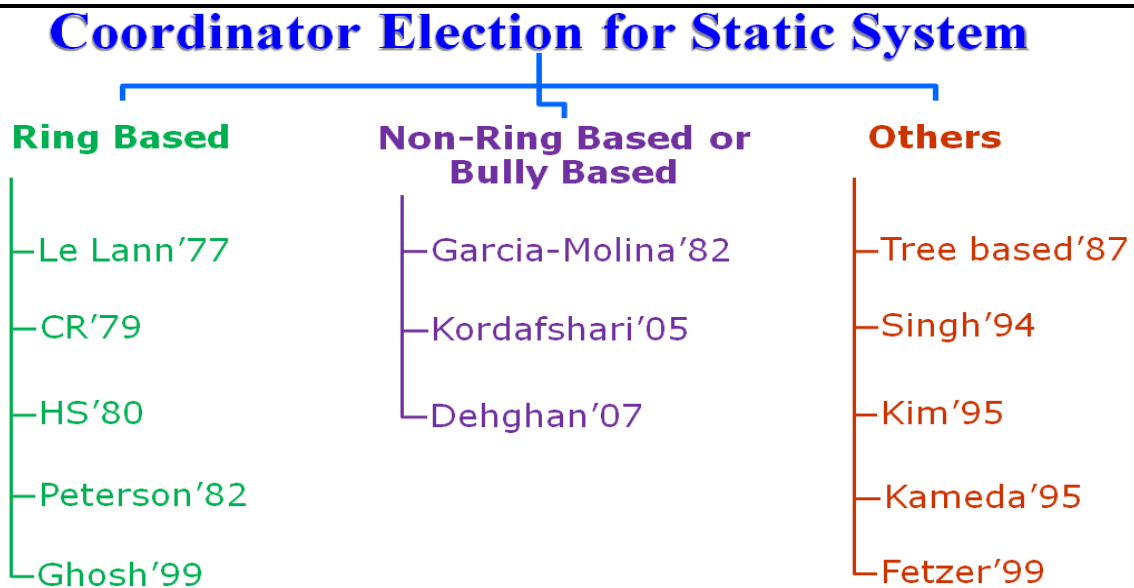 Coordinator Election for Static System
Ring Based
Le Lann’77
CR’79
HS’80
Peterson’82
Ghosh’99
Non-Ring Based or
Bully Based
Garcia-Molina’82
Kordafshari’05
Dehghan’07
Others
Tree based’87
Singh’94
Kim’95
Kameda’95
Fetzer’99